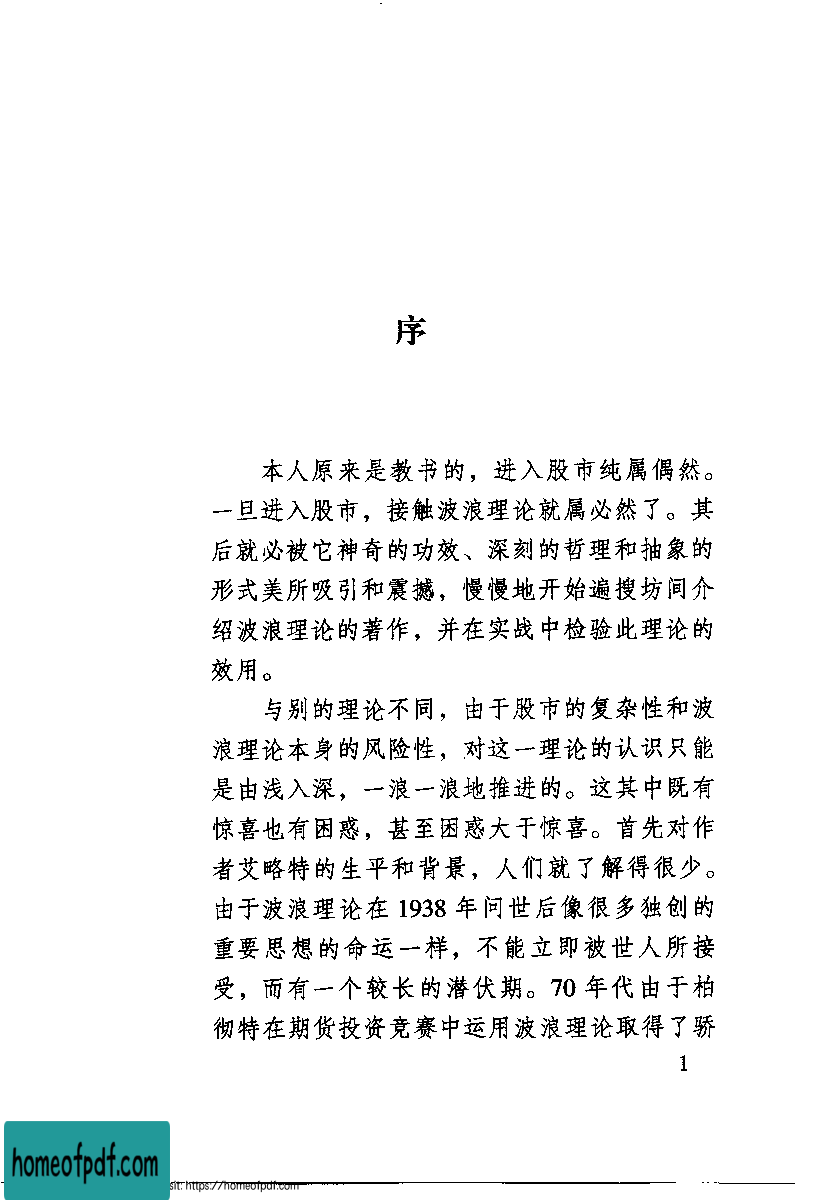 序
本人原来是教书的，进入股市纯属偶然。
一旦进入股市，接触波浪理论就属必然了。其
后就必被它神奇的功效、深刻的哲理和抽象的
形式美所吸引和震撼，慢慢地开始遍搜坊间介
绍波浪理论的著作，并在实战中检验此理论的
效用。
与别的理论不同，由于股市的复杂性和波
浪理论本身的风险性，对这一理论的认识只能
是由浅入深，一浪一浪地推进的。这其中既有
惊喜也有困惑，甚至困惑大于惊喜。首先对作
者艾略特的生平和背景，人们就了解得很少。
由于波浪理论在 1938 年问世后像很多独创的
重要思想的命运一样，不能立即被世人所接
受，而有一个较长的潜伏期。70 年代由于柏
彻特在期货投资竞赛中运用波浪理论取得了骄
1
homeofpdf.com
sit: https://homeofpdf.com